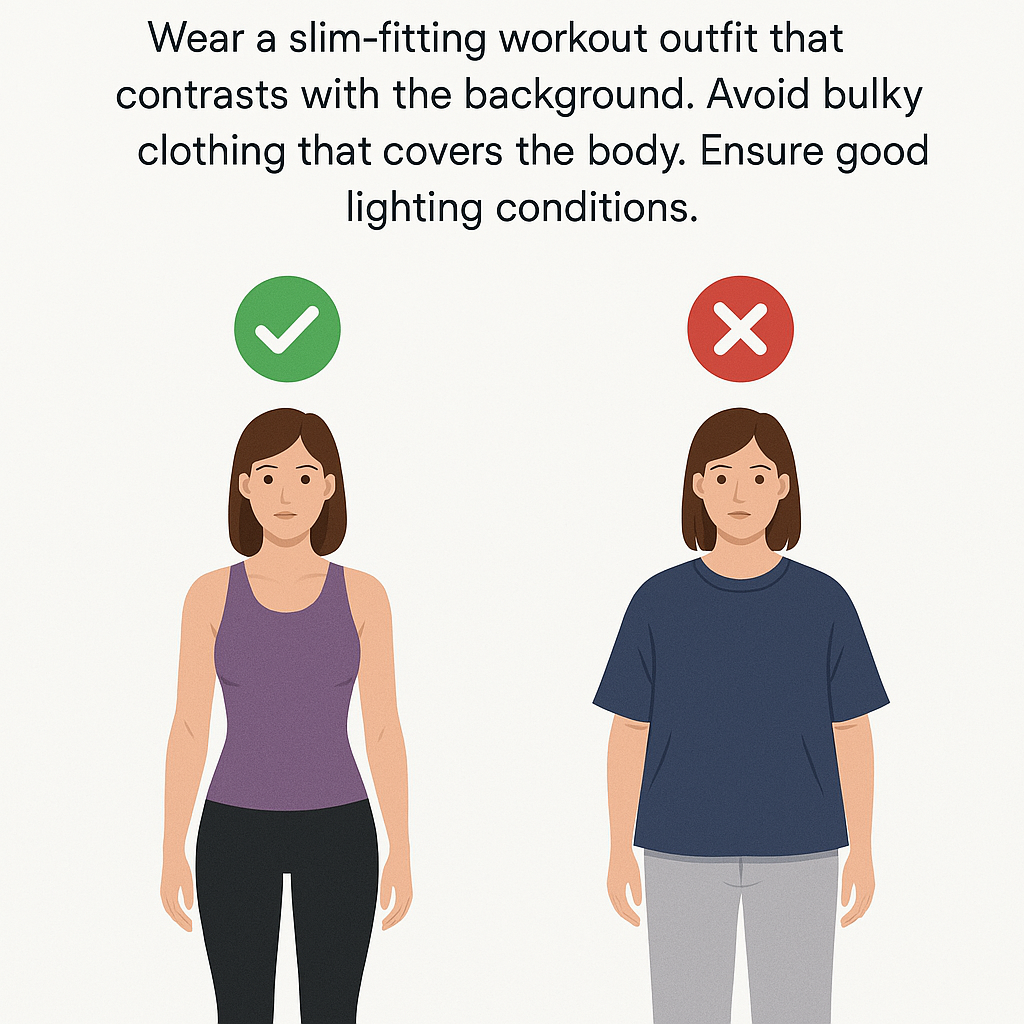 Wear a slim-fitting workout outfit that
contrasts with the background. Avoid bulky
clothing that covers the body. Ensure good
lighting conditions.